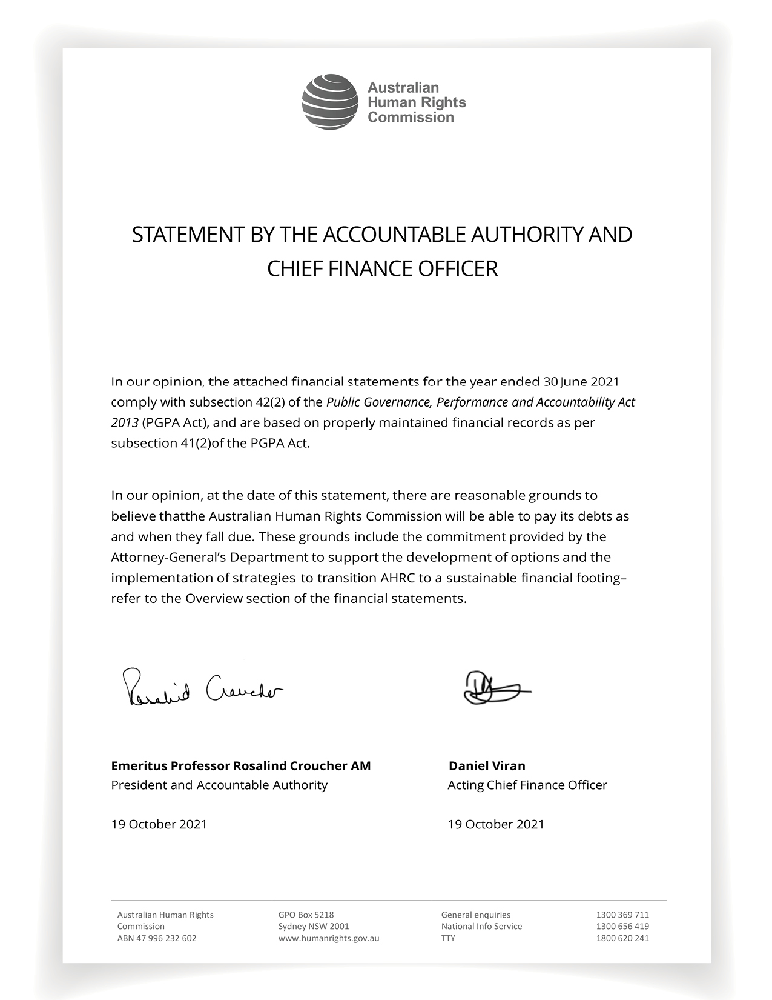 Australian
Human Rights
Commission
STATEMENT BY THE ACCOUNTABLE AUTHORITY AND
CHIEF FINANCE OFFICER
In our opinion, the attached financial statements for the year ended 30 June 2021
comply with subsection 42(2) of the Public Governance, Performance and Accountability Act
2013 (PGPA Act), and are based on properly maintained financial records as per
subsection 41(2)of the PGPA Act.
In our opinion, at the date of this statement, there are reasonable grounds to
believe thatthe Australian Human Rights Commission will be able to pay its debts as
and when they fall due. These grounds include the commitment provided by the
Attorney-General’s Department to support the development of options and the
implementation of strategies to transition AHRC to a sustainable financial footing–
refer to the Overview section of the financial statements.
Rosalind Croucher
Emeritus Professor Rosalind Croucher AM
President and Accountable Authority
19 October 2021
Daniel Viran
Acting Chief Finance Officer
19 October 2021
Australian Human Rights
Commission
ABN 47 996 232 602
GPO Box 5218
Sydney NSW 2001
www.humanrights.gov.au
General enquiries 1300 369 711
National Info Service 1300 656 419
TTY 1800 620 241